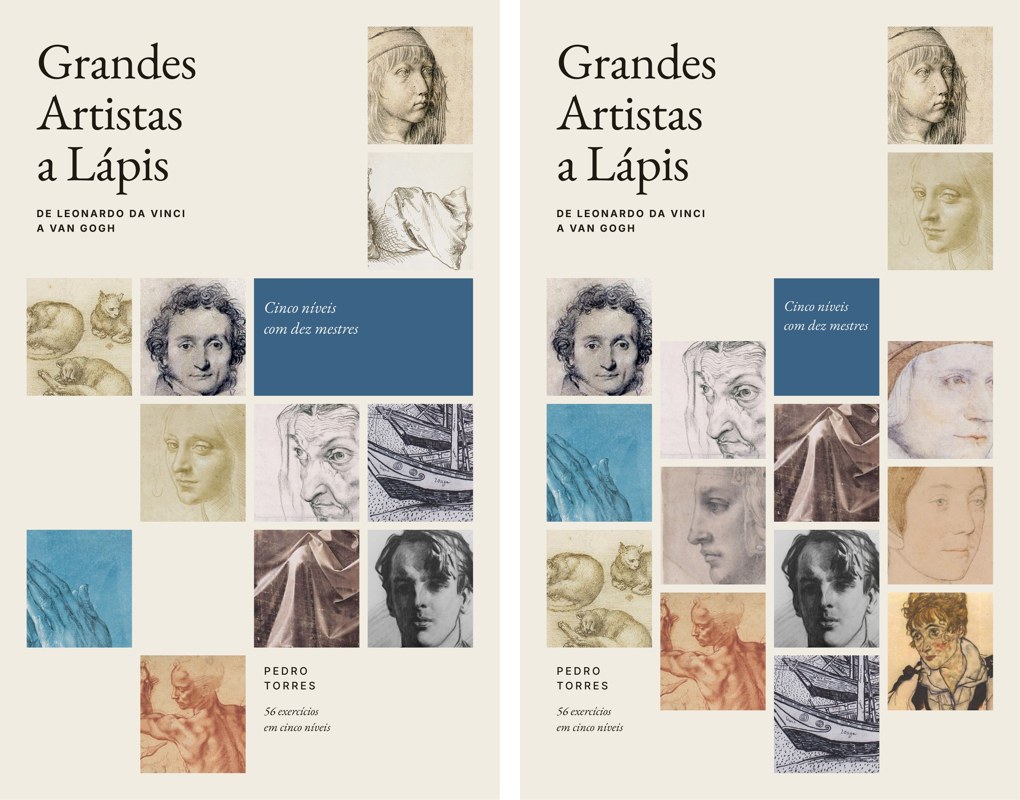 Grandes
Artistas
a Lápis
DE LEONARDO DA VINCI
A VAN GOGH
Cinco níveis
com dez mestres
PEDRO
TORRES
56 exercícios
em cinco níveis
Grandes
Artistas
a Lápis
DE LEONARDO DA VINCI
A VAN GOGH
Cinco níveis
com dez mestres
PEDRO
TORRES
56 exercícios
em cinco níveis